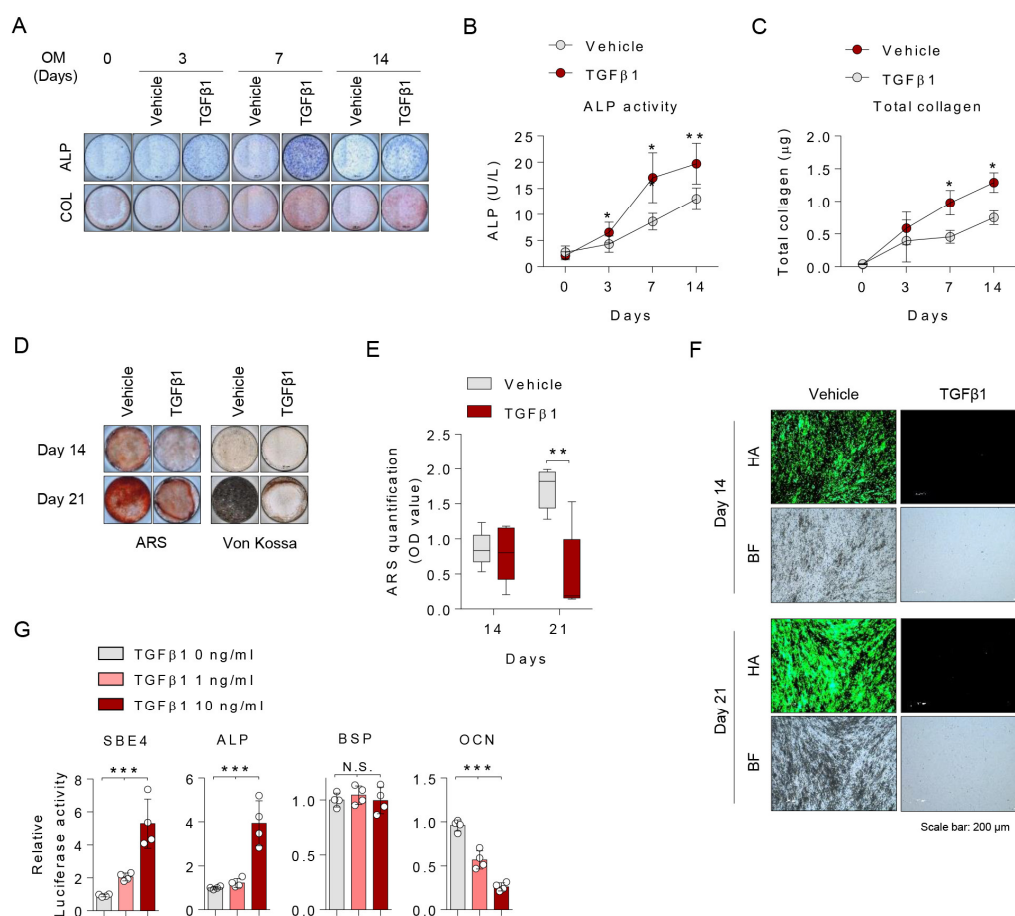 A
OM
(Days)
0 3 7 14
Vehicle TGFβ1 Vehicle TGFβ1 Vehicle TGFβ1
ALP
COL
B
Vehicle
TGFβ1
ALP activity
ALP (U/L)
25
20
15
10
5
0
* * * **
0 3 7 14
Days
C
Vehicle
TGFβ1
Total collagen
Total collagen (µg)
2.0
1.5
1.0
0.5
0.0
* *
0 3 7 14
Days
D
Vehicle TGFβ1 Vehicle TGFβ1
Day 14
Day 21
ARS Von Kossa
E
Vehicle
TGFβ1
ARS quantification
(OD value)
2.5
2.0
1.5
1.0
0.5
0.0
**
14 21
Days
F
Vehicle TGFβ1
Day 14
HA
BF
Day 21
HA
BF
Scale bar: 200 µm
G
TGFβ1 0 ng/ml
TGFβ1 1 ng/ml
TGFβ1 10 ng/ml
Relative
Luciferase activity
SBE4
***
8
6
4
2
0
ALP
***
6
4
2
0
BSP
N.S.
1.0
0.5
0.0
OCN
***
1.5
1.0
0.5
0.0